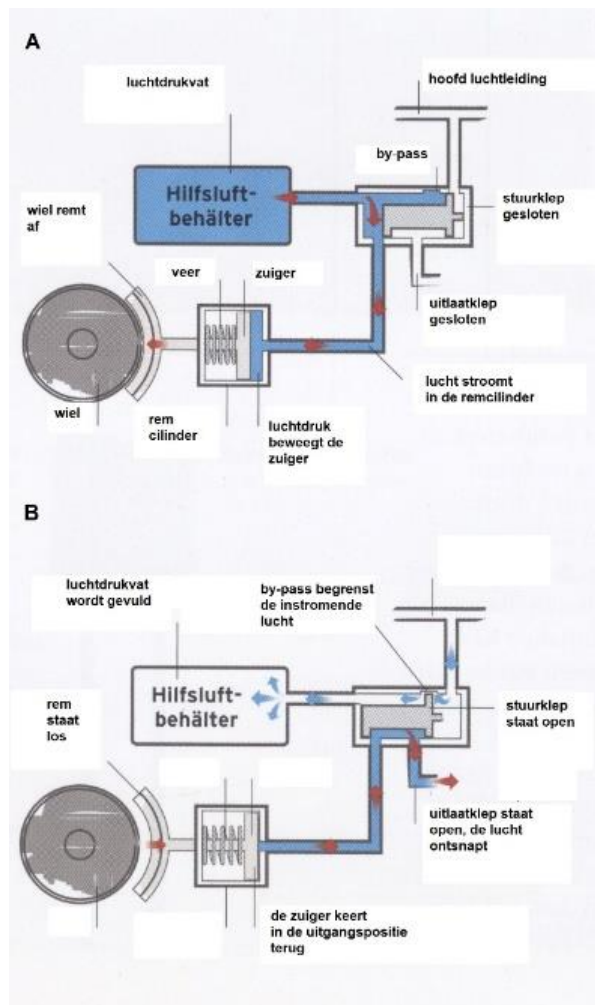 A
luchtdrukvat
hoofd luchtleiding
by-pass
Hilfsluft-
behälter
stuurklep
gesloten
wiel remt
af
veer
zuiger
uitlaatklep
gesloten
lucht stroomt
in de remcilinder
wiel
rem
cilinder
luchtdruk
beweegt de
zuiger
B
luchtdrukvat
wordt gevuld
by-pass begrenst
de instromende
lucht
Hilfsluft-
behälter
stuurklep
staat open
rem
staat
los
uitlaatklep staat
open, de lucht
ontsnapt
de zuiger keert
in de uitgangspositie
terug